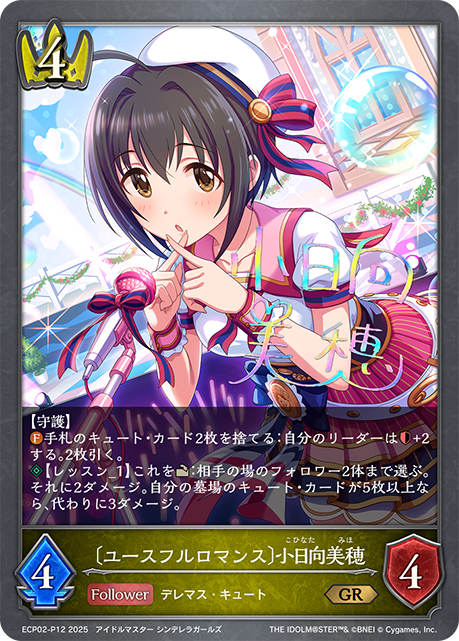 4
小日向
美穂
【守護】
F手札のキュート・カード2枚を捨てる:自分のリーダーは+2
する。2枚引く。
【レッスン_1】これを:相手の場のフォロワー2体まで選ぶ。
それに2ダメージ。自分の墓場のキュート・カードが5枚以上な
ら、代わりに3ダメージ。
こひなた みほ
〔ユースフルロマンス〕小日向美穂
4
Follower デレマス・キュート GR
4
ECP02-P12 2025 アイドルマスター シンデレラガールズ THE IDOLM@STER™& ©BNEI © Cygames, Inc.